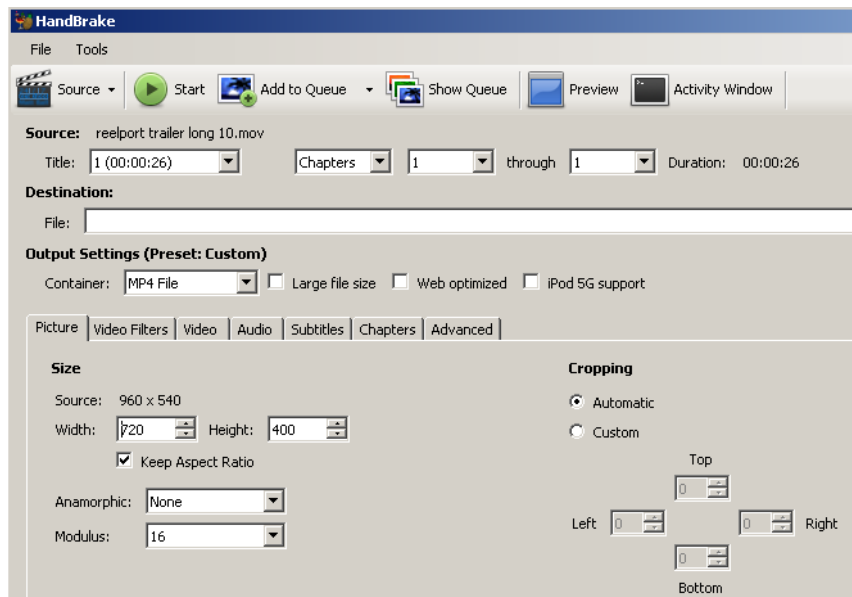 HandBrake
File Tools
Source Start Add to Queue Show Queue Preview Activity Window
Source: reelport trailer long 10.mov
Title: 1 (00:00:26) Chapters 1 through 1 Duration: 00:00:26
Destination:
File:
Output Settings (Preset: Custom)
Container: MP4 File Large file size Web optimized iPod 5G support
Picture Video Filters Video Audio Subtitles Chapters Advanced
Size Cropping
Source: 960 x 540 Automatic
Width: 720 Height: 400 Custom
Keep Aspect Ratio Top
0
Anamorphic: None
Left 0 0 Right
Modulus: 16
0
Bottom